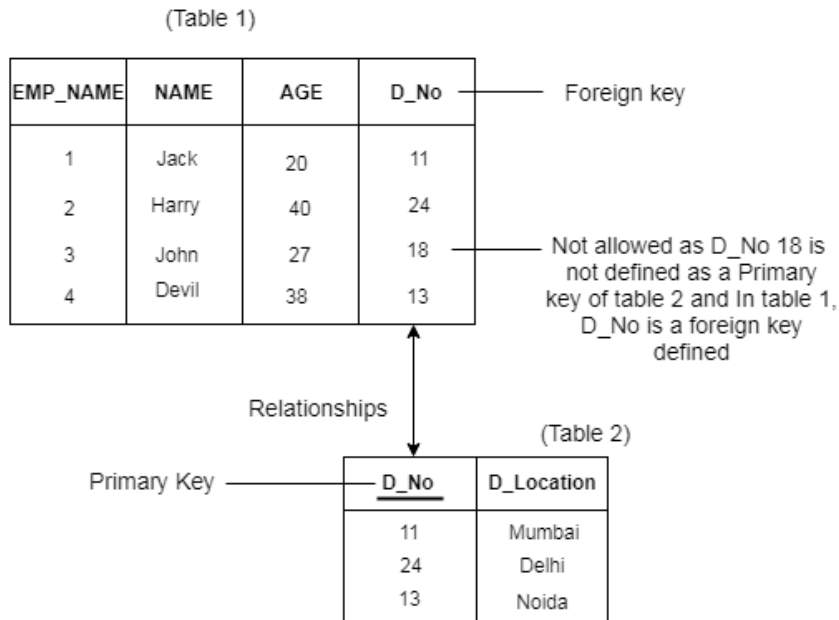 (Table 1)
EMP_NAME NAME AGE D_No Foreign key
1 Jack 20 11
2 Harry 40 24
3 John 27 18
4 Devil 38 13
Not allowed as D_No 18 is
not defined as a Primary
key of table 2 and In table 1,
D_No is a foreign key
defined
Relationships
(Table 2)
Primary Key D_No D_Location
11 Mumbai
24 Delhi
13 Noida